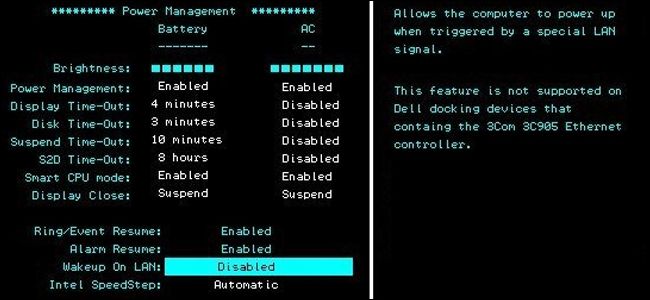 ********* Power Management *********
Battery AC
------- --
Brightness:
Power Management: Enabled Enabled
Display Time-Out: 4 minutes Disabled
Disk Time-Out: 3 minutes Disabled
Suspend Time-Out: 10 minutes Disabled
S2D Time-Out: 8 hours Disabled
Smart CPU mode: Enabled Enabled
Display Close: Suspend Suspend
Ring/Event Resume: Enabled
Alarm Resume: Enabled
Wakeup On LAN: Disabled
Intel SpeedStep: Automatic
Allows the computer to power up
when triggered by a special LAN
signal.
This feature is not supported on
Dell docking devices that
containg the 3Com 3C905 Ethernet
controller.